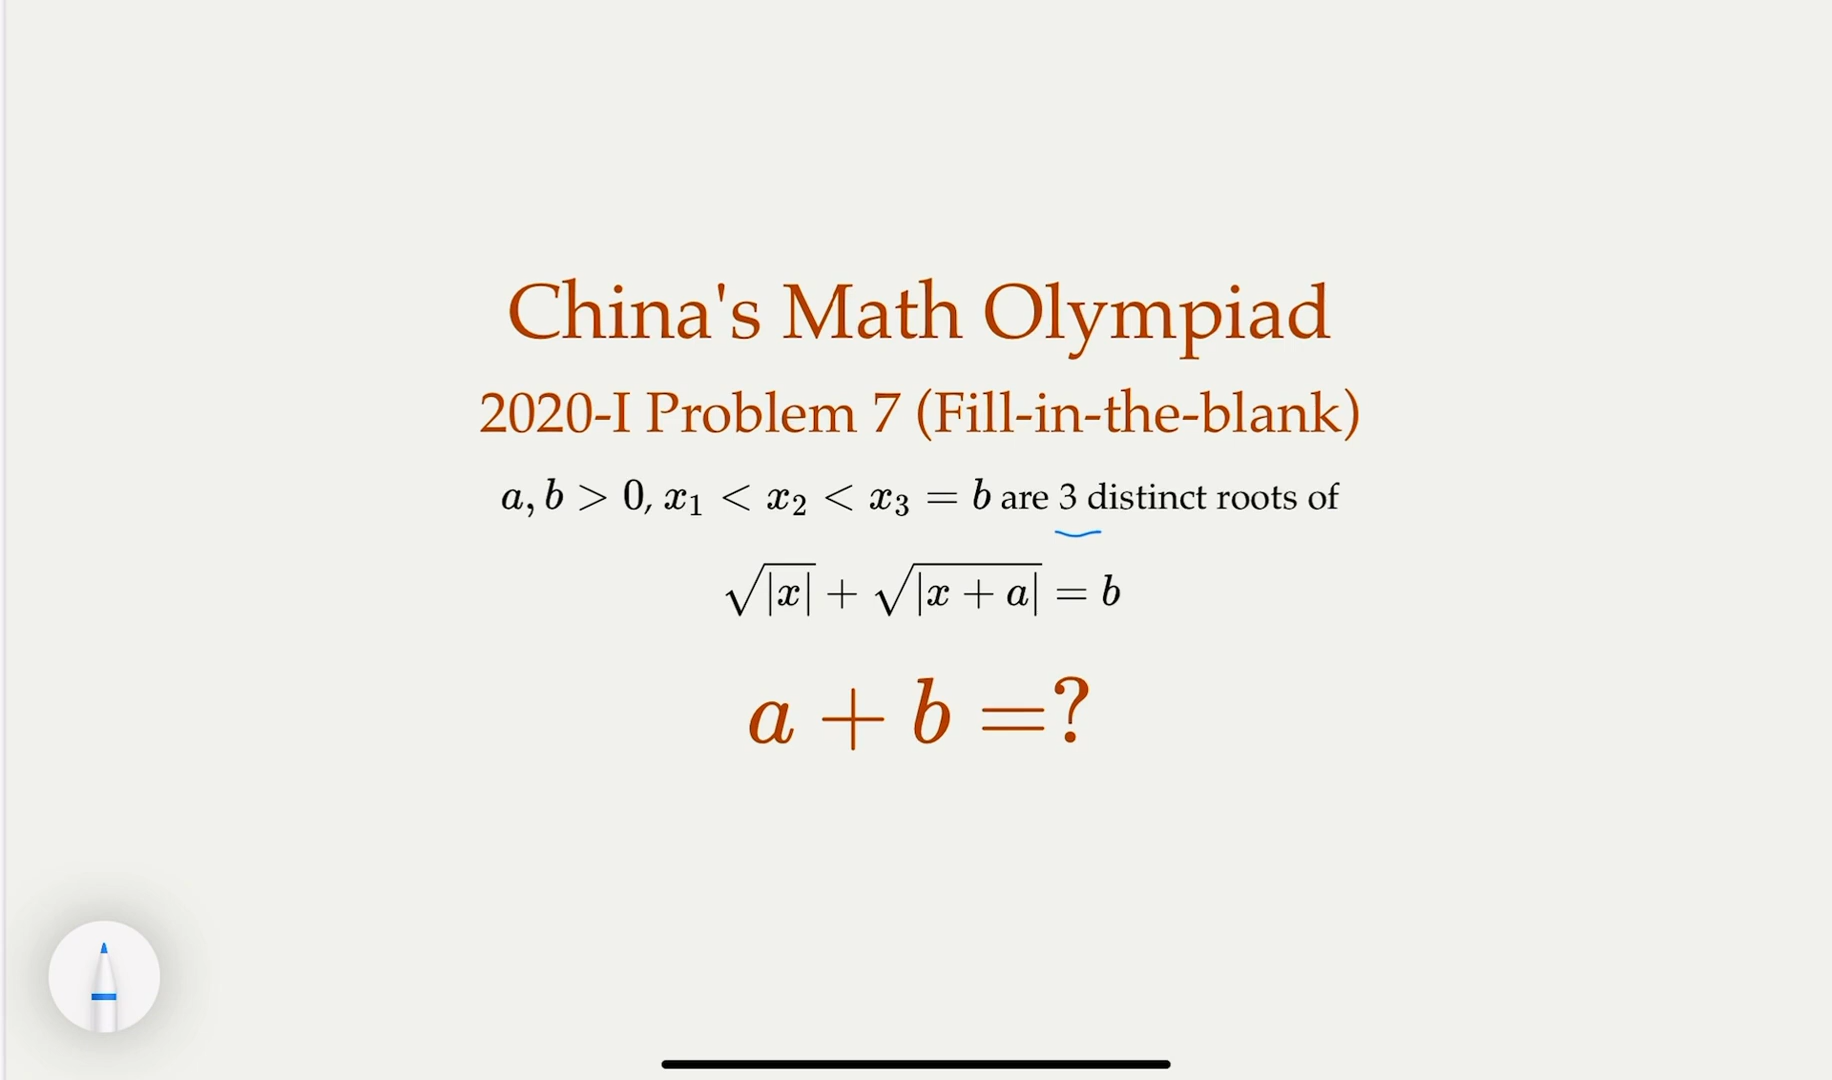 China's Math Olympiad
2020-I Problem 7 (Fill-in-the-blank)
a, b > 0, x₁ < x₂ < x₃ = b are 3 distinct roots of
√|x| + √|x + a| = b
a + b =?